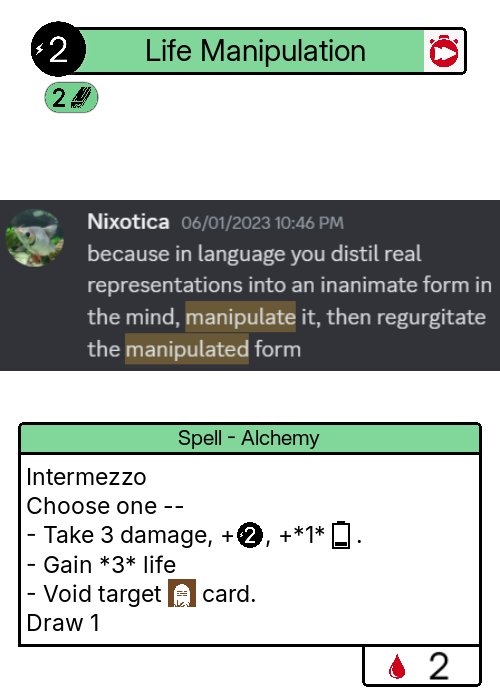 2 Life Manipulation
2
Nixotica 06/01/2023 10:46 PM
because in language you distil real
representations into an inanimate form in
the mind, manipulate it, then regurgitate
the manipulated form
Spell - Alchemy
Intermezzo
Choose one --
- Take 3 damage, +2, +*1* .
- Gain *3* life
- Void target card.
Draw 1
2